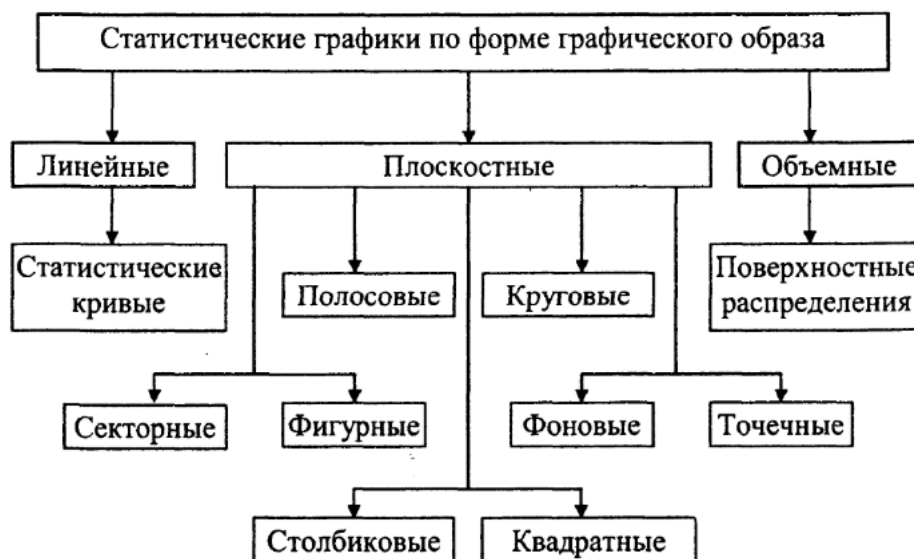 Статистические графики по форме графического образа
Линейные
Плоскостные
Объемные
Статистические
кривые
Полосовые
Круговые
Поверхностные
распределения
Секторные
Фигурные
Фоновые
Точечные
Столбиковые
Квадратные